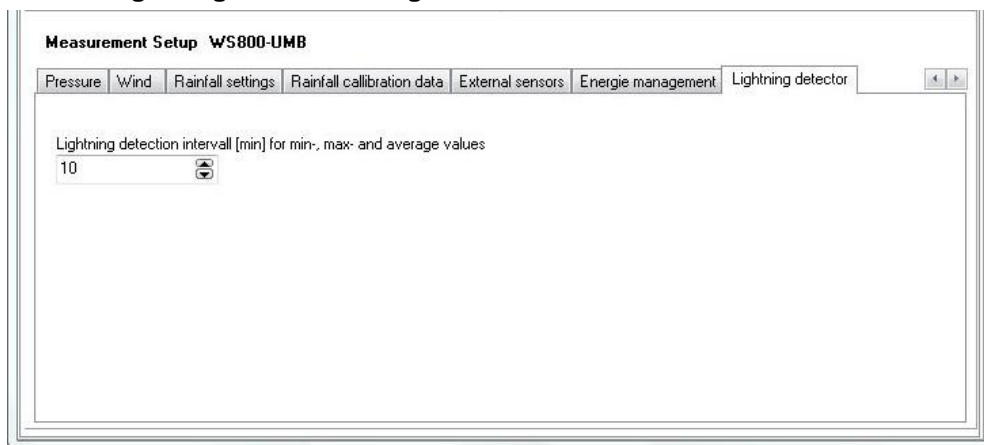 Measurement Setup WS800-UMB
Pressure Wind Rainfall settings Rainfall callibration data External sensors Energie management Lightning detector
Lightning detection intervall [min] for min-, max- and average values
10